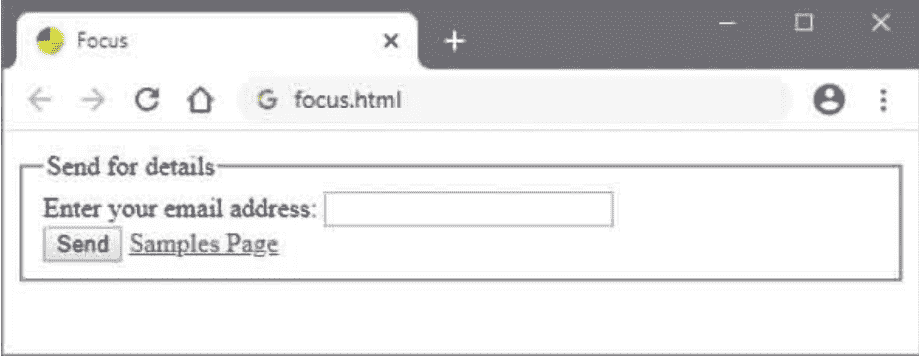 Focus
focus.html
Send for details
Enter your email address:
Send Samples Page